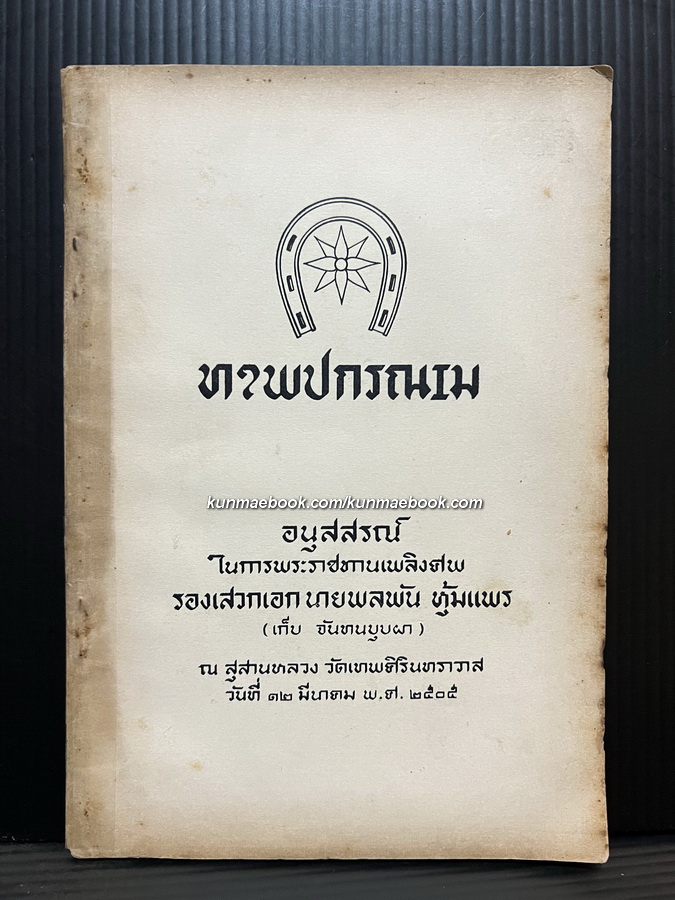 ทวาทศปกรณเม
kunmaebook.com/kunmaebook.com
อนุสสรณ์
ในการพระราชทานเพลิงศพ
รองเสวกเอก นายพลพัน หุ้มแพร
(เก็บ จันทนบุบผา)
ณ สุสานหลวง วัดเทพศิรินทราวาส
วันที่ ๑๒ มีนาคม พ.ศ. ๒๕๐๕